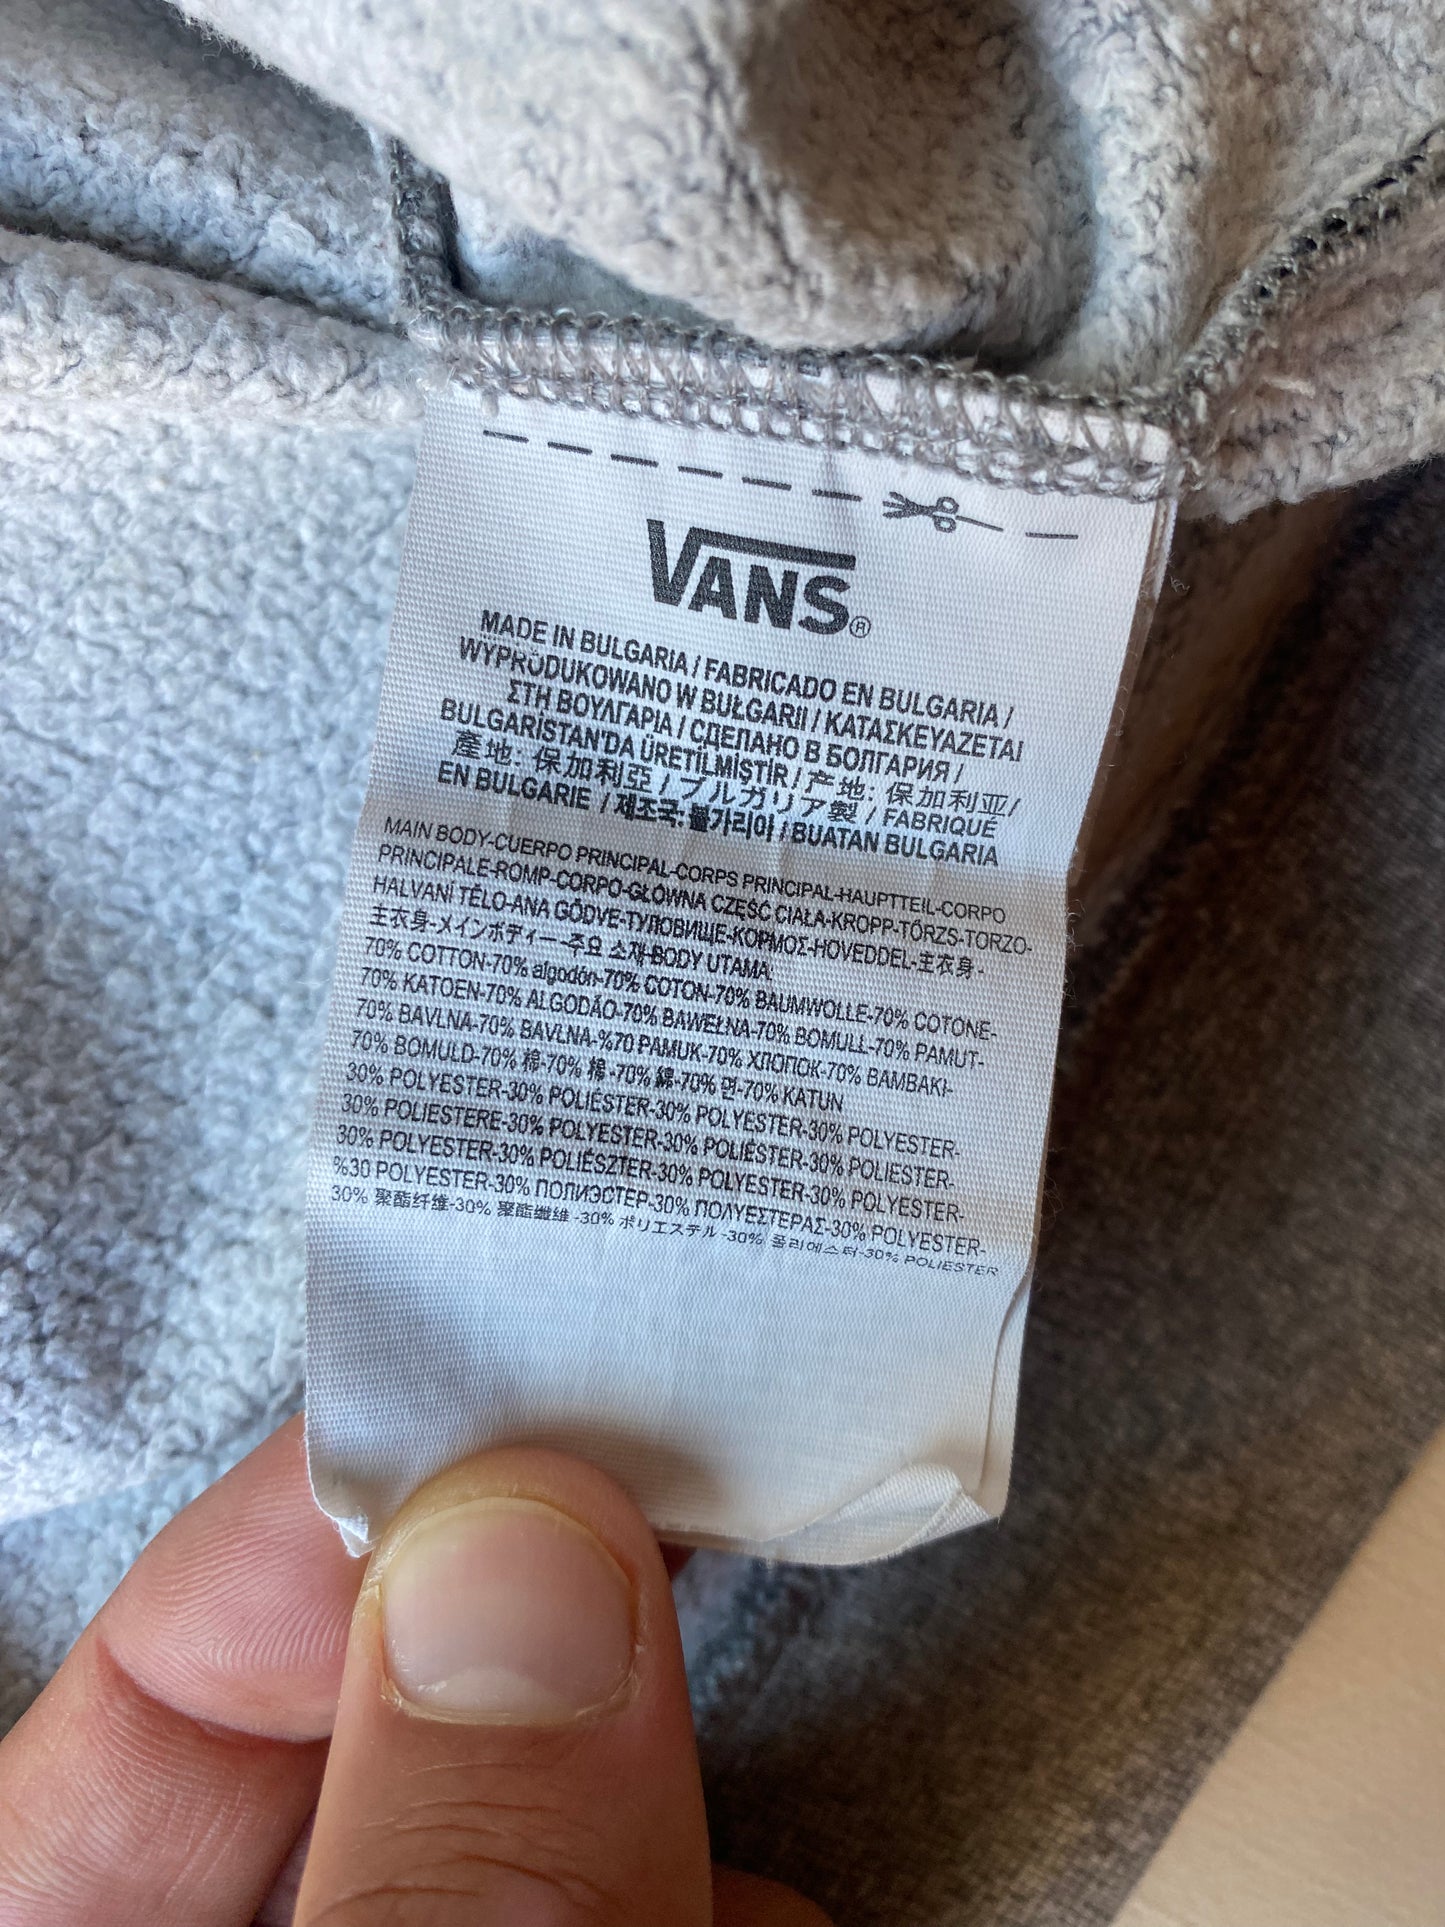 VANS®
MADE IN BULGARIA / FABRICADO EN BULGARIA /
WYPRODUKOWANO W BUŁGARII / ΚΑΤΑΣΚΕΥΑΖΕΤΑΙ
ΣΤΗ ΒΟΥΛΓΑΡΙΑ / СДЕЛАНО В БОЛГАРИЯ /
BULGARİSTAN'DA ÜRETİLMİŞTİR / 产地: 保加利亚/
產地: 保加利亞 / ブルガリア製 / FABRIQUÉ
EN BULGARIE / 제조국: 불가리아 / BUATAN BULGARIA
MAIN BODY-CUERPO PRINCIPAL-CORPS PRINCIPAL-HAUPTTEIL-CORPO
PRINCIPALE-ROMP-CORPO-GŁÓWNA CZĘŚĆ CIAŁA-KROPP-TÖRZS-TORZO-
HALVANÍ TĚLO-ANA GÖDVE-ТУЛОВИЩЕ-ΚΟΡΜΟΣ-HOVEDDEL-主衣身-
主衣身-メインボディー-주요 소재-BODY UTAMA:
70% COTTON-70% algodón-70% COTON-70% BAUMWOLLE-70% COTONE-
70% KATOEN-70% ALGODÃO-70% BAWEŁNA-70% BOMULL-70% PAMUT-
70% BAVLNA-70% BAVLNA-%70 PAMUK-70% ХЛОПОК-70% BAMBAKI-
70% BOMULD-70% 棉-70% 棉-70% 綿-70% 면-70% KATUN
30% POLYESTER-30% POLIÉSTER-30% POLYESTER-30% POLYESTER-
30% POLIESTERE-30% POLYESTER-30% POLIÉSTER-30% POLIESTER-
30% POLYESTER-30% POLIÉSZTER-30% POLYESTER-30% POLYESTER-
%30 POLYESTER-30% ПОЛИЭСТЕР-30% ΠΟΛΥΕΣΤΕΡΑΣ-30% POLYESTER-
30% 聚酯纤维-30% 聚酯纖維-30% ポリエステル-30% 폴리에스터-30% POLIESTER